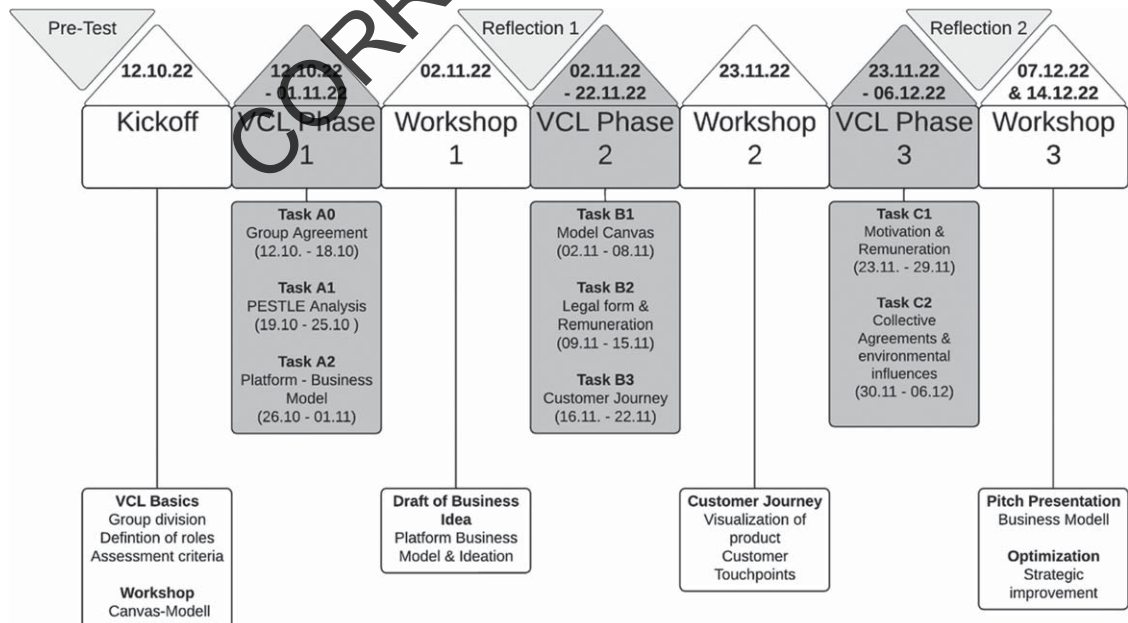 Pre-Test
Reflection 1
Reflection 2
12.10.22
12.10.22
- 01.11.22
02.11.22
02.11.22
- 22.11.22
23.11.22
23.11.22
- 06.12.22
07.12.22
& 14.12.22
Kickoff
VCL Phase
1
Workshop
1
VCL Phase
2
Workshop
2
VCL Phase
3
Workshop
3
Task A0
Group Agreement
(12.10. - 18.10)
Task A1
PESTLE Analysis
(19.10 - 25.10 )
Task A2
Platform - Business
Model
(26.10 - 01.11)
Task B1
Model Canvas
(02.11 - 08.11)
Task B2
Legal form &
Remuneration
(09.11 - 15.11)
Task B3
Customer Journey
(16.11. - 22.11)
Task C1
Motivation &
Remuneration
(23.11. - 29.11)
Task C2
Collective
Agreements &
environmental
influences
(30.11 - 06.12)
VCL Basics
Group division
Defintion of roles
Assessment criteria
Workshop
Canvas-Modell
Draft of Business
Idea
Platform Business
Model & Ideation
Customer Journey
Visualization of
product
Customer
Touchpoints
Pitch Presentation
Business Modell
Optimization
Strategic
improvement